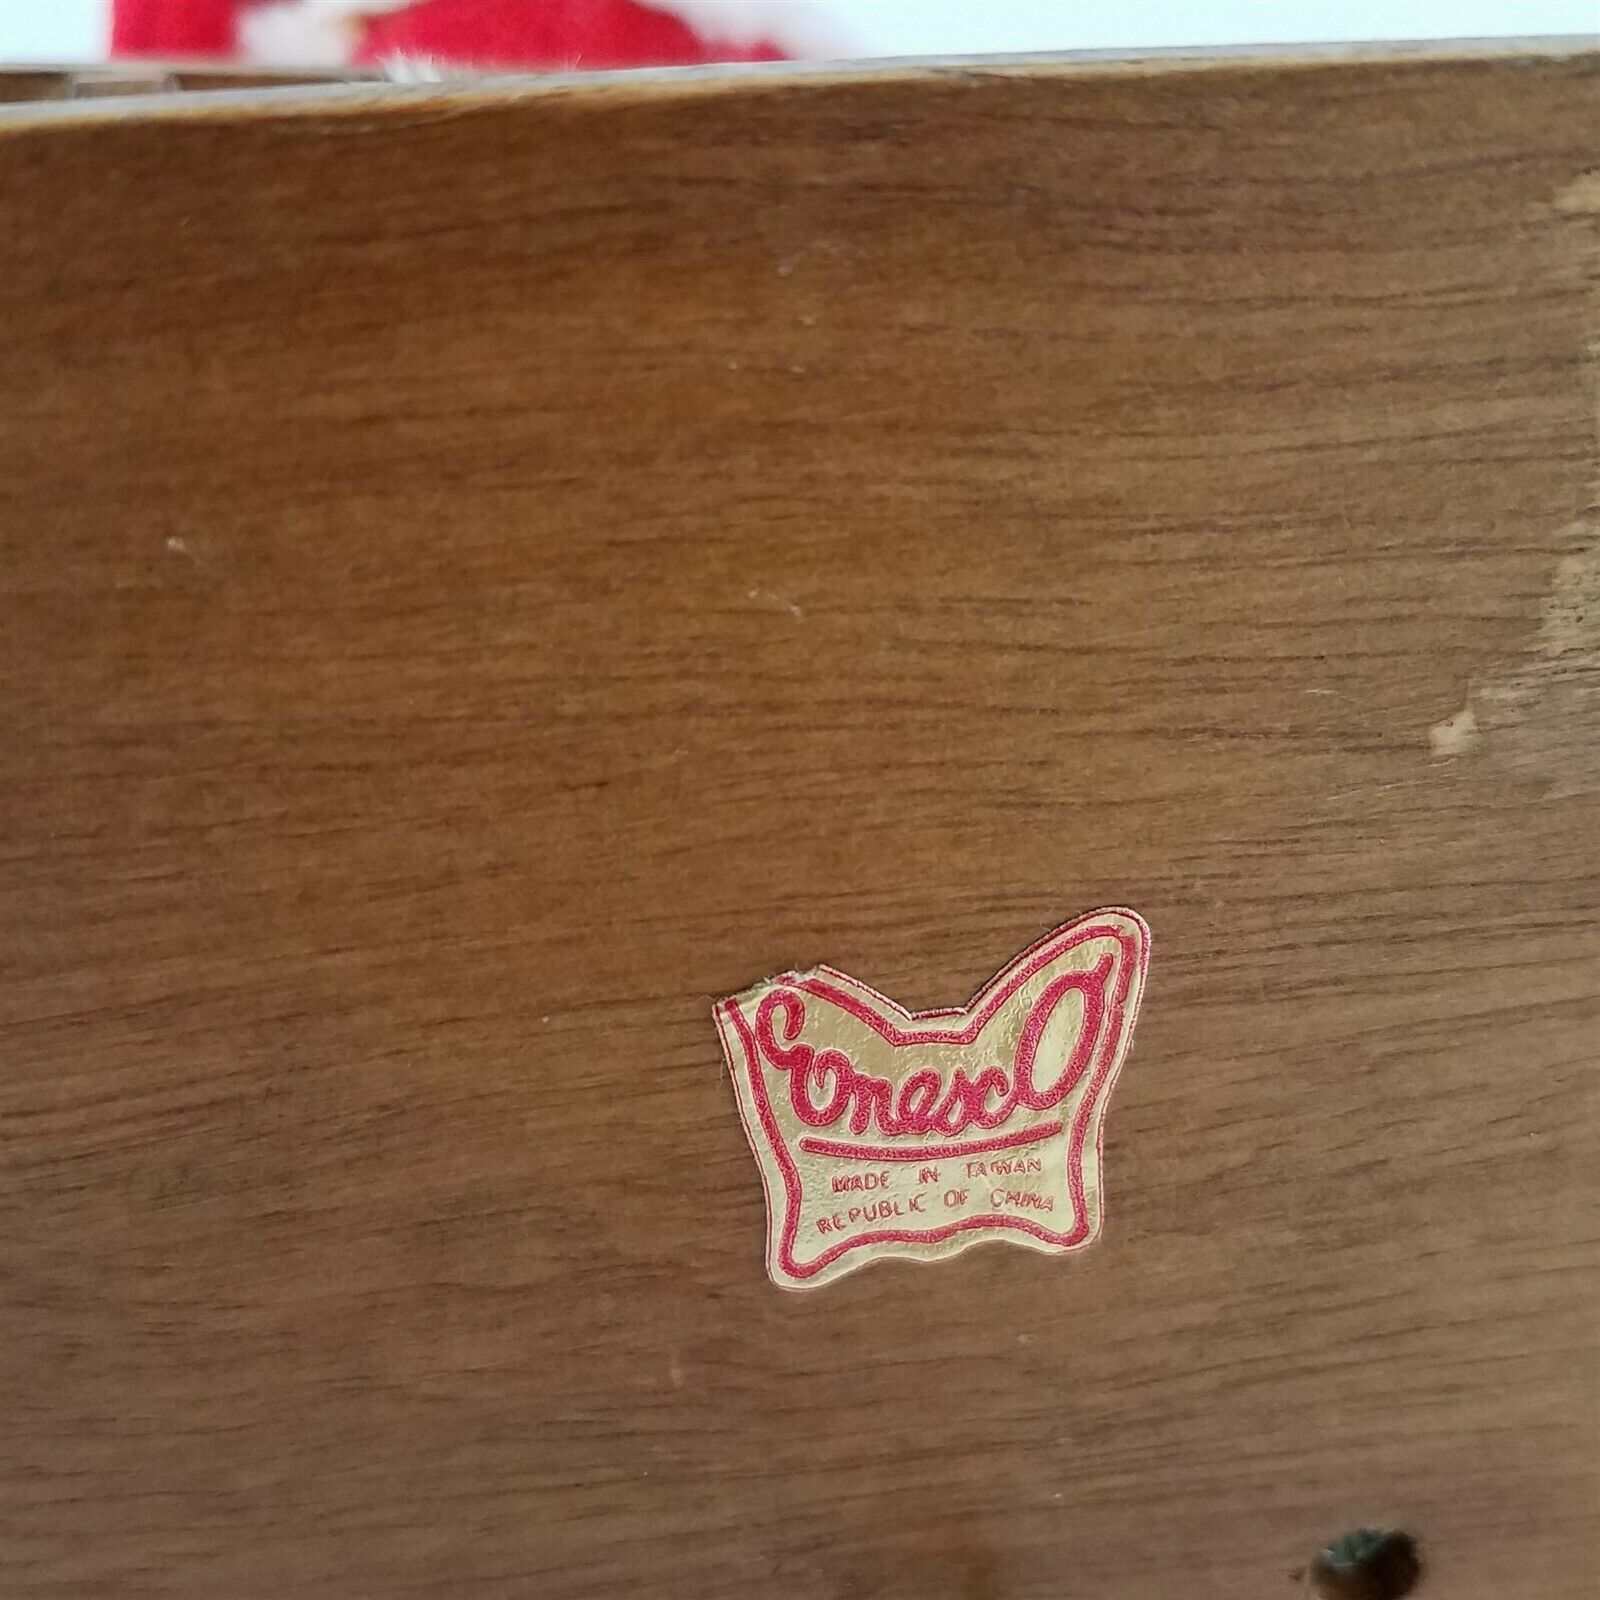 Enesco
MADE IN TAIWAN
REPUBLIC OF CHINA